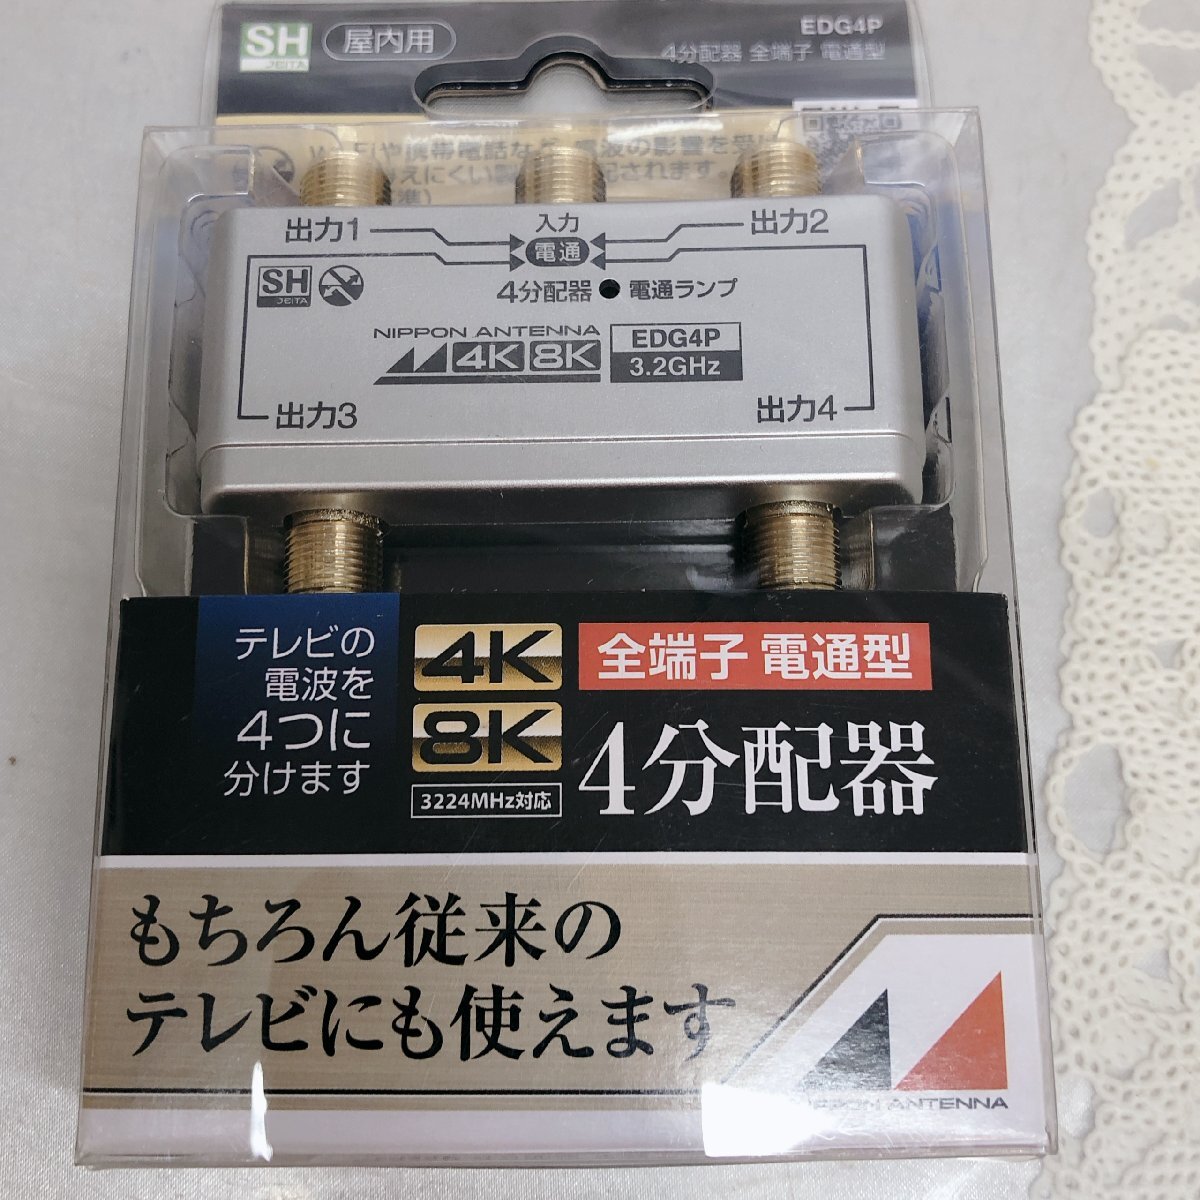 SH
JEITA
屋内用
EDG4P
4分配器 全端子 電通型
出力1
入力
出力2
電通
SH
JEITA
4分配器
電通ランプ
NIPPON ANTENNA
4K 8K
EDG4P
3.2GHz
出力3
出力4
テレビの
電波を
4つに
分けます
4K
8K
3224MHz対応
全端子 電通型
4分配器
もちろん従来の
テレビにも使えます
NIPPON ANTENNA